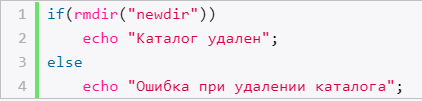 1 if(rmdir("newdir"))
2     echo "Каталог удален";
3 else
4     echo "Ошибка при удалении каталога";